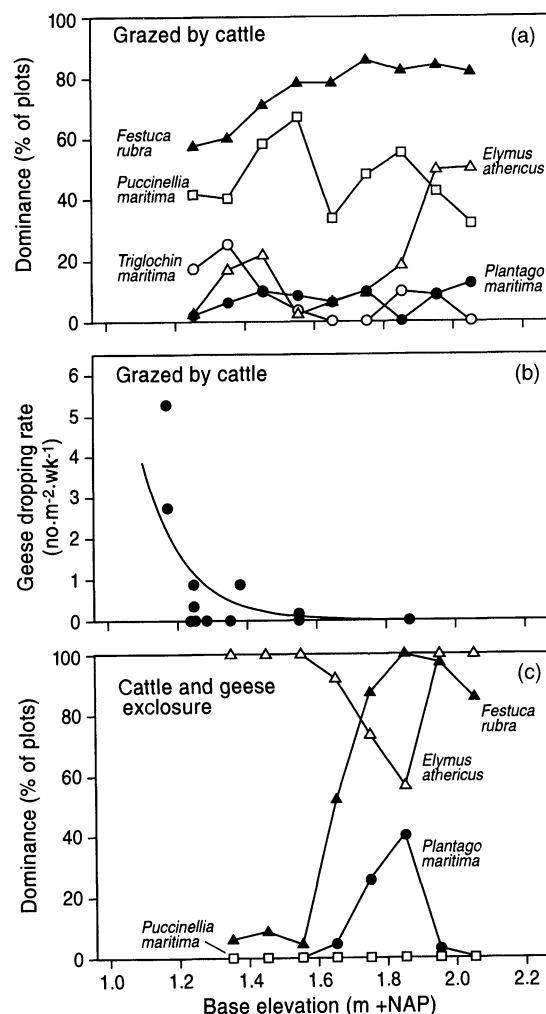 100
Grazed by cattle
(a)
80
Festuca
rubra
60
Elymus
athericus
Puccinellia
maritima
40
Triglochin
maritima
20
Plantago
maritima
0
Dominance (% of plots)
6
Grazed by cattle
(b)
5
4
3
2
1
0
Geese dropping rate
(no·m-2·wk-1)
100
Cattle and geese
exclosure
(c)
80
Festuca
rubra
60
Elymus
athericus
40
Plantago
maritima
20
Puccinellia
maritima
0
Dominance (% of plots)
1.0 1.2 1.4 1.6 1.8 2.0 2.2
Base elevation (m +NAP)